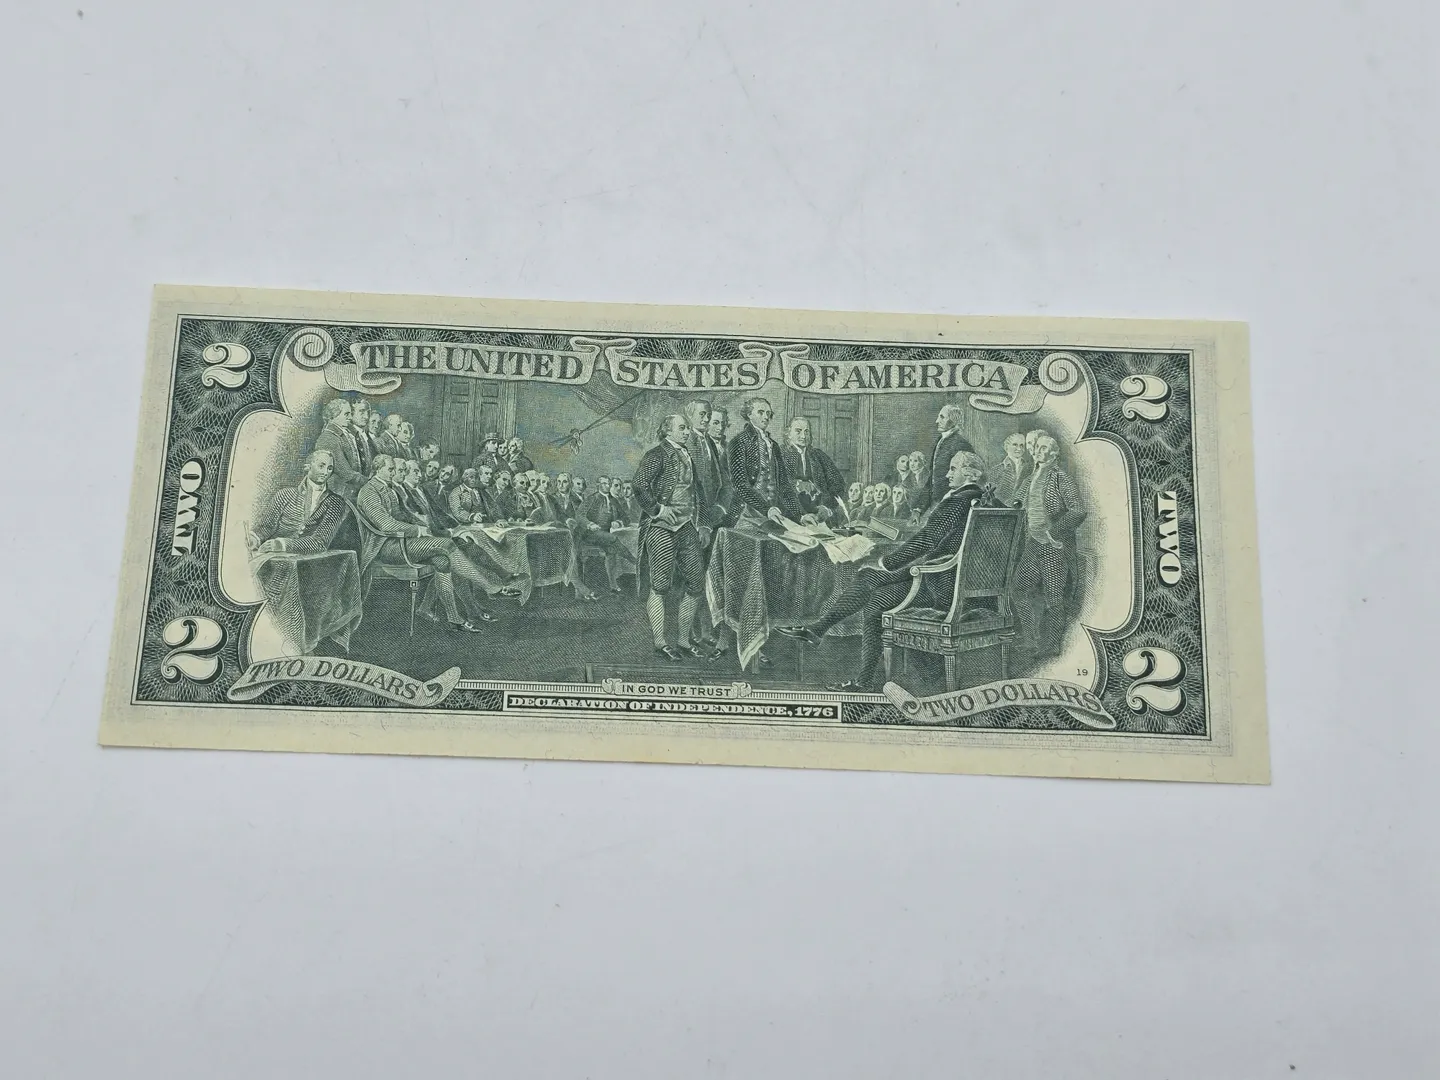 2 THE UNITED STATES OF AMERICA 2
TWO TWO
2 TWO DOLLARS IN GOD WE TRUST 19 TWO DOLLARS 2
DECLARATION OF INDEPENDENCE, 1776